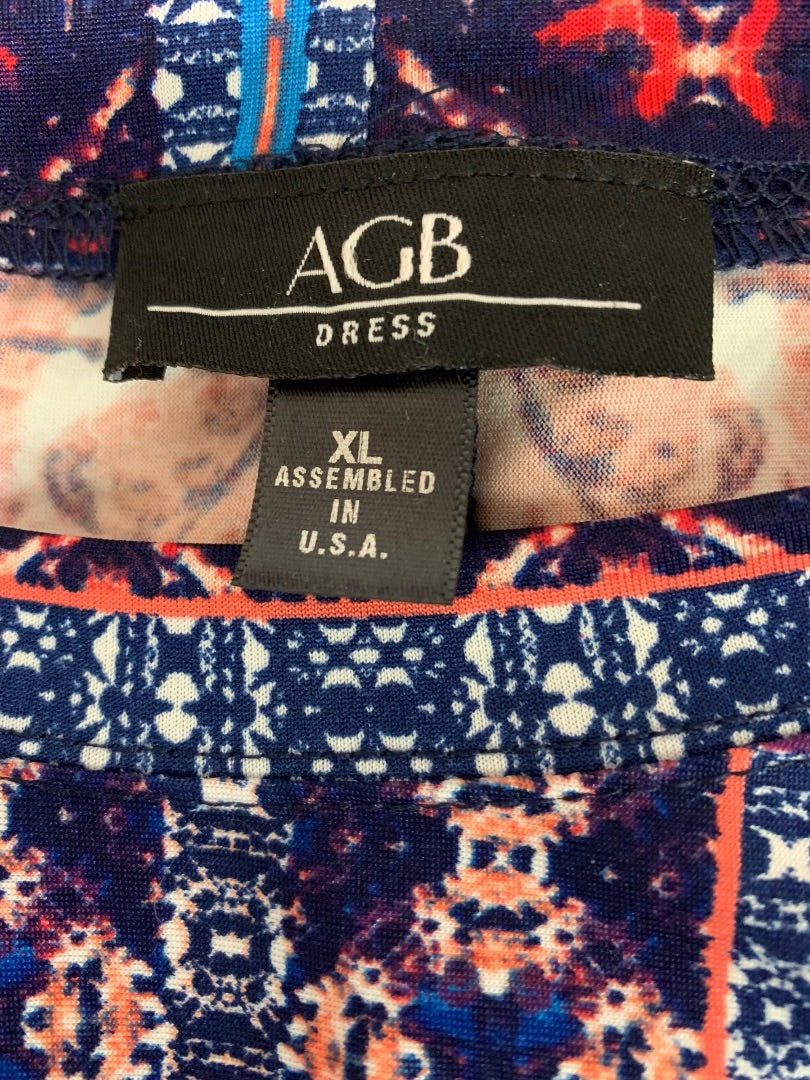 AGB
DRESS
XL
ASSEMBLED
IN
U.S.A.